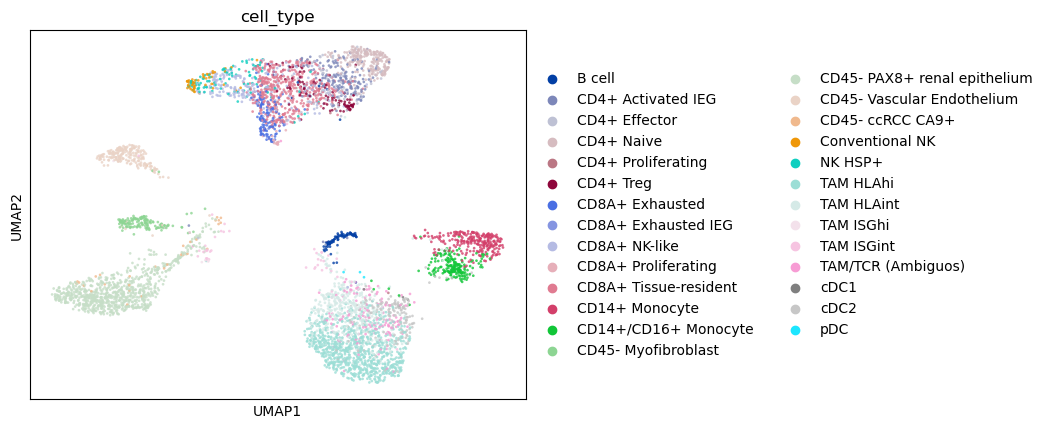 cell_type
UMAP2
UMAP1
B cell
CD4+ Activated IEG
CD4+ Effector
CD4+ Naive
CD4+ Proliferating
CD4+ Treg
CD8A+ Exhausted
CD8A+ Exhausted IEG
CD8A+ NK-like
CD8A+ Proliferating
CD8A+ Tissue-resident
CD14+ Monocyte
CD14+/CD16+ Monocyte
CD45- Myofibroblast
CD45- PAX8+ renal epithelium
CD45- Vascular Endothelium
CD45- ccRCC CA9+
Conventional NK
NK HSP+
TAM HLAhi
TAM HLAint
TAM ISGhi
TAM ISGint
TAM/TCR (Ambiguos)
cDC1
cDC2
pDC